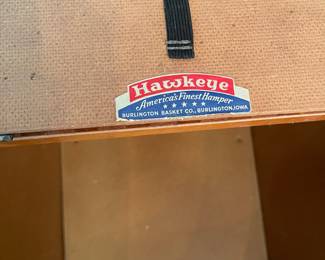 Hawkeye
America's Finest Hamper
★ ★ ★ ★ ★
BURLINGTON BASKET CO., BURLINGTON, IOWA